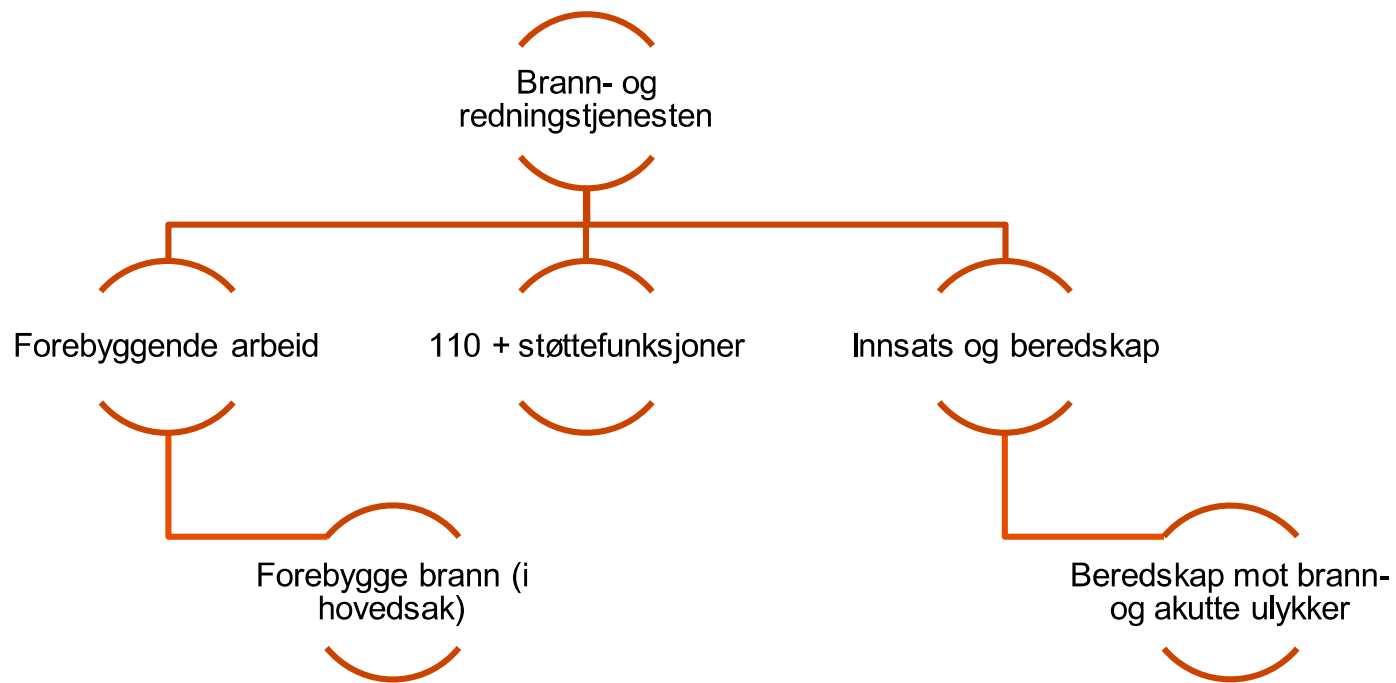 Brann- og
redningstjenesten
Forebyggende arbeid
110 + støttefunksjoner
Innsats og beredskap
Forebygge brann (i
hovedsak)
Beredskap mot brann-
og akutte ulykker